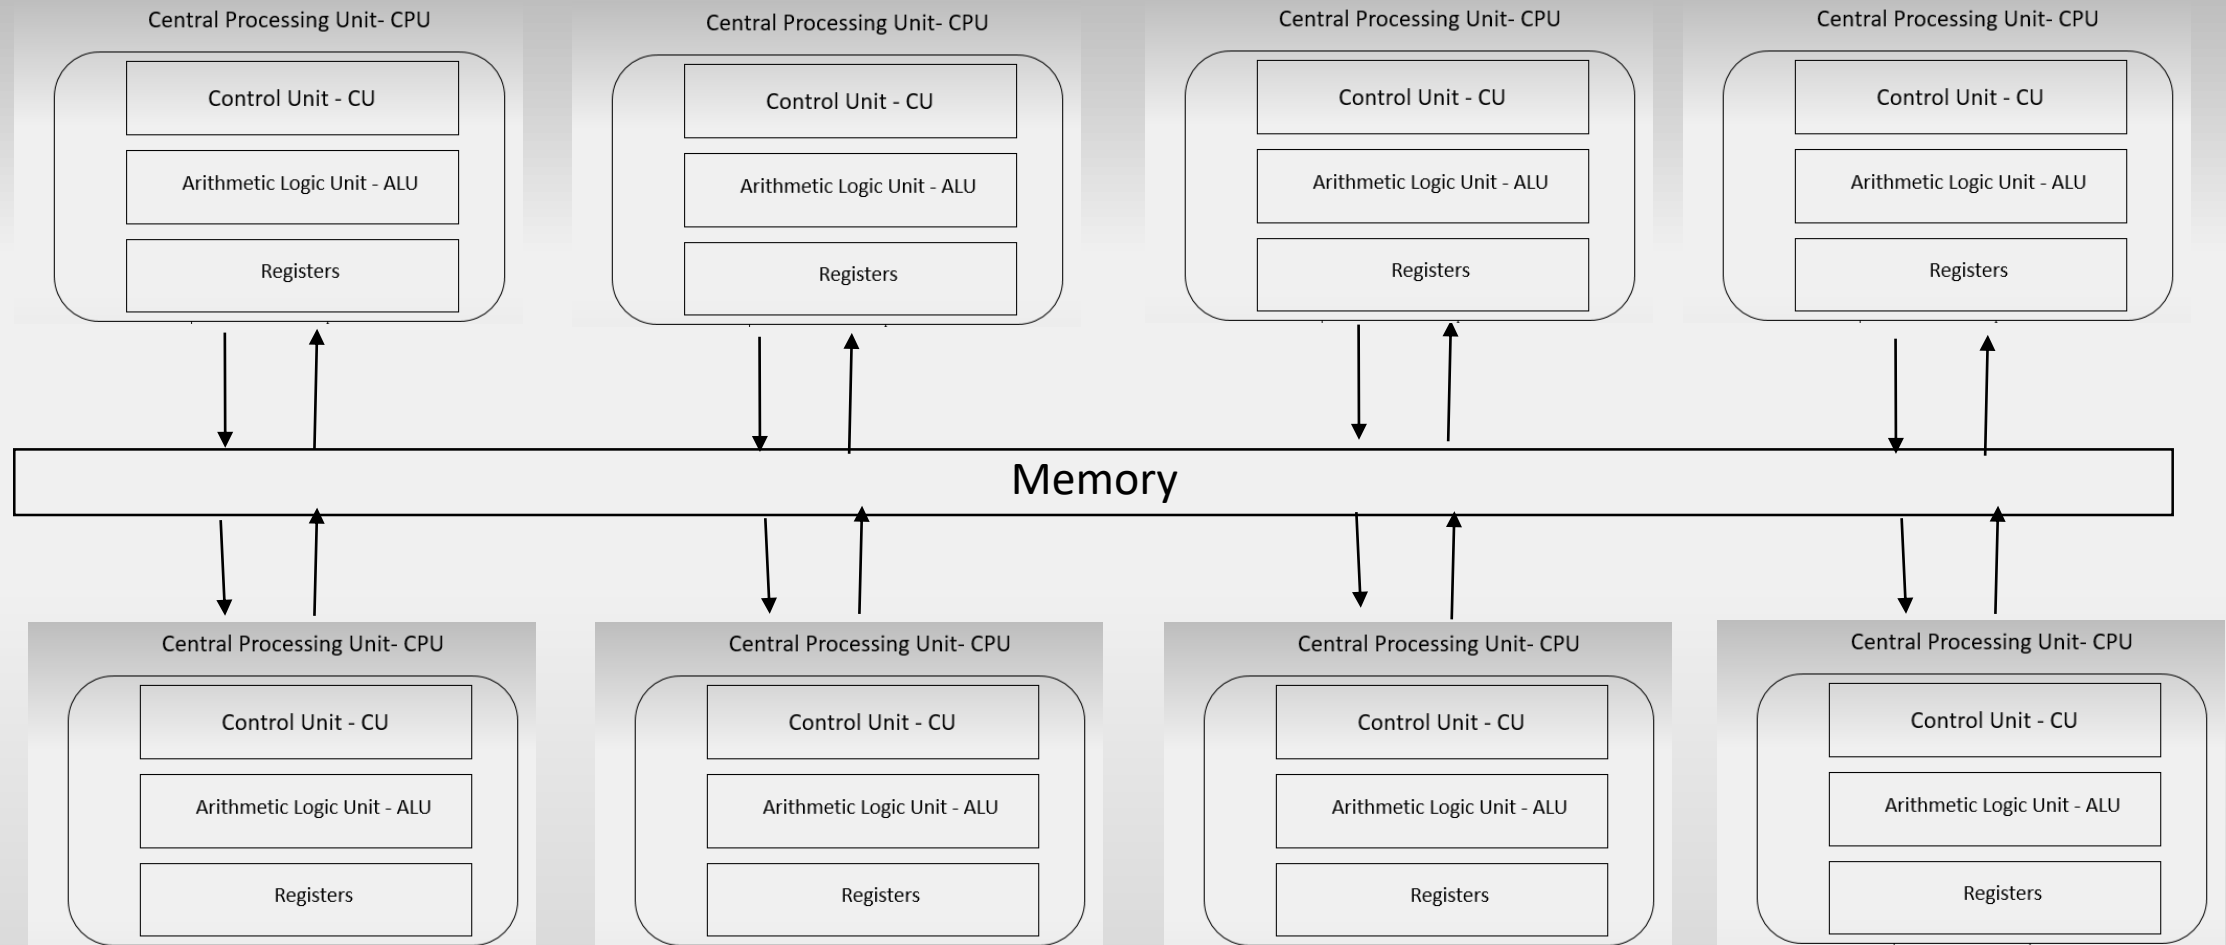 Central Processing Unit- CPU
Control Unit - CU
Arithmetic Logic Unit - ALU
Registers
Central Processing Unit- CPU
Control Unit - CU
Arithmetic Logic Unit - ALU
Registers
Central Processing Unit- CPU
Control Unit - CU
Arithmetic Logic Unit - ALU
Registers
Central Processing Unit- CPU
Control Unit - CU
Arithmetic Logic Unit - ALU
Registers
Memory
Central Processing Unit- CPU
Control Unit - CU
Arithmetic Logic Unit - ALU
Registers
Central Processing Unit- CPU
Control Unit - CU
Arithmetic Logic Unit - ALU
Registers
Central Processing Unit- CPU
Control Unit - CU
Arithmetic Logic Unit - ALU
Registers
Central Processing Unit- CPU
Control Unit - CU
Arithmetic Logic Unit - ALU
Registers